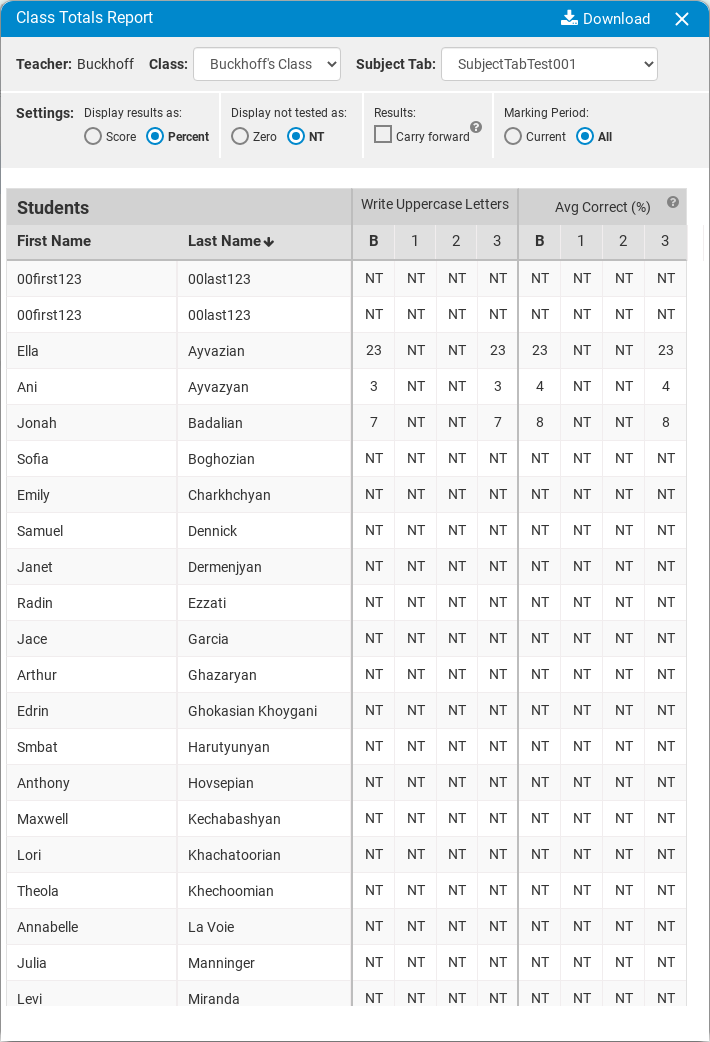 Class Totals Report Download
Teacher: Buckhoff Class: Buckhoff's Class Subject Tab: SubjectTabTest001
Settings: Display results as: Display not tested as: Results: Marking Period:
Score Percent Zero NT Carry forward ? Current All
Students Write Uppercase Letters Avg Correct (%) ?
First Name Last Name B 1 2 3 B 1 2 3
00first123 00last123 NT NT NT NT NT NT NT NT
00first123 00last123 NT NT NT NT NT NT NT NT
Ella Ayvazian 23 NT NT 23 23 NT NT 23
Ani Ayvazyan 3 NT NT 3 4 NT NT 4
Jonah Badalian 7 NT NT 7 8 NT NT 8
Sofia Boghozian NT NT NT NT NT NT NT NT
Emily Charkhchyan NT NT NT NT NT NT NT NT
Samuel Dennick NT NT NT NT NT NT NT NT
Janet Dermenjyan NT NT NT NT NT NT NT NT
Radin Ezzati NT NT NT NT NT NT NT NT
Jace Garcia NT NT NT NT NT NT NT NT
Arthur Ghazaryan NT NT NT NT NT NT NT NT
Edrin Ghokasian Khoygani NT NT NT NT NT NT NT NT
Smbat Harutyunyan NT NT NT NT NT NT NT NT
Anthony Hovsepian NT NT NT NT NT NT NT NT
Maxwell Kechabashyan NT NT NT NT NT NT NT NT
Lori Khachatoorian NT NT NT NT NT NT NT NT
Theola Khechoomian NT NT NT NT NT NT NT NT
Annabelle La Voie NT NT NT NT NT NT NT NT
Julia Manninger NT NT NT NT NT NT NT NT
Levi Miranda NT NT NT NT NT NT NT NT